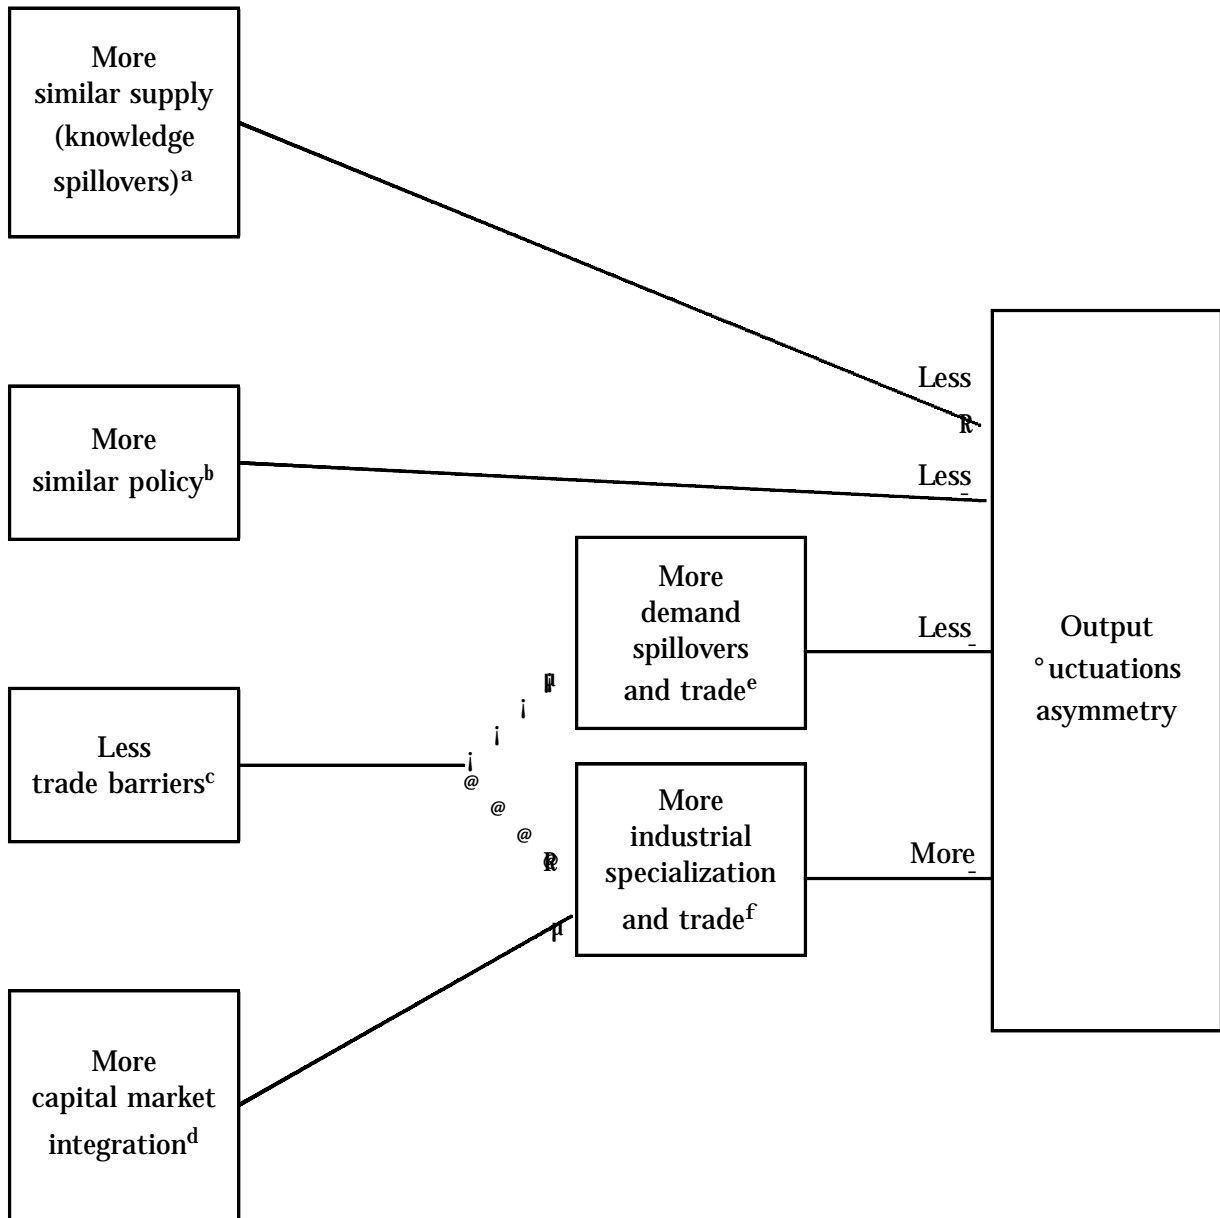 More
similar supply
(knowledge
spillovers)a
Less
R
More
similar policyb
Less
-
More
demand
spillovers
and tradee
Less
-
Output
°uctuations
asymmetry
µ
¡
¡
¡
Less
trade barriersc
@
@
@
@
R
More
industrial
specialization
and tradef
More
-
µ
More
capital market
integrationd